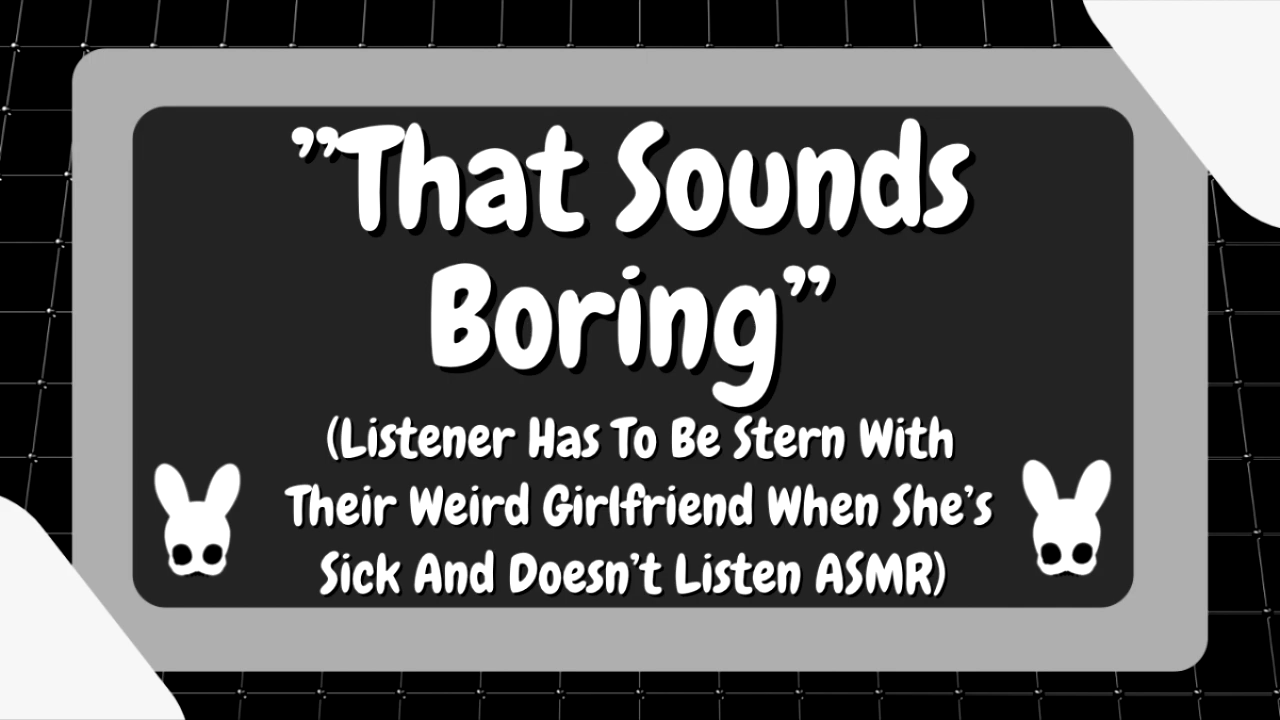 ”That Sounds
Boring”
(Listener Has To Be Stern With
Their Weird Girlfriend When She’s
Sick And Doesn’t Listen ASMR)